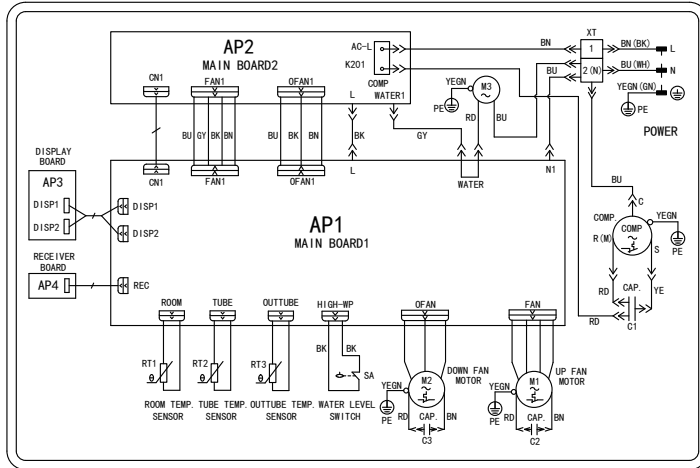 AP2
MAIN BOARD2
AC-L
K201
COMP
CN1
FAN1
OFAN1
L
WATER1
BU GY BK BN
BU BK BN
BK
GY
CN1
FAN1
OFAN1
L
WATER
N1
XT
1
2(N)
BN
BU
BN(BK)
L
BU(WH)
N
YEGN(GN)
PE
POWER
YEGN
PE
M3
RD
BU
DISPLAY
BOARD
AP3
DISP1
DISP2
DISP1
DISP2
RECEIVER
BOARD
AP4
REC
AP1
MAIN BOARD1
BU
C
COMP.
COMP
YEGN
PE
R(M)
S
RD
CAP.
YE
RD
C1
ROOM
TUBE
OUTTUBE
HIGH-WP
OFAN
FAN
RT1
θ
RT2
θ
RT3
θ
BK
BK
SA
ROOM TEMP.
SENSOR
TUBE TEMP.
SENSOR
OUTTUBE TEMP.
SENSOR
WATER LEVEL
SWITCH
M2
DOWN FAN
MOTOR
YEGN
PE
RD
CAP.
BN
C3
M1
UP FAN
MOTOR
YEGN
PE
RD
CAP.
BN
C2